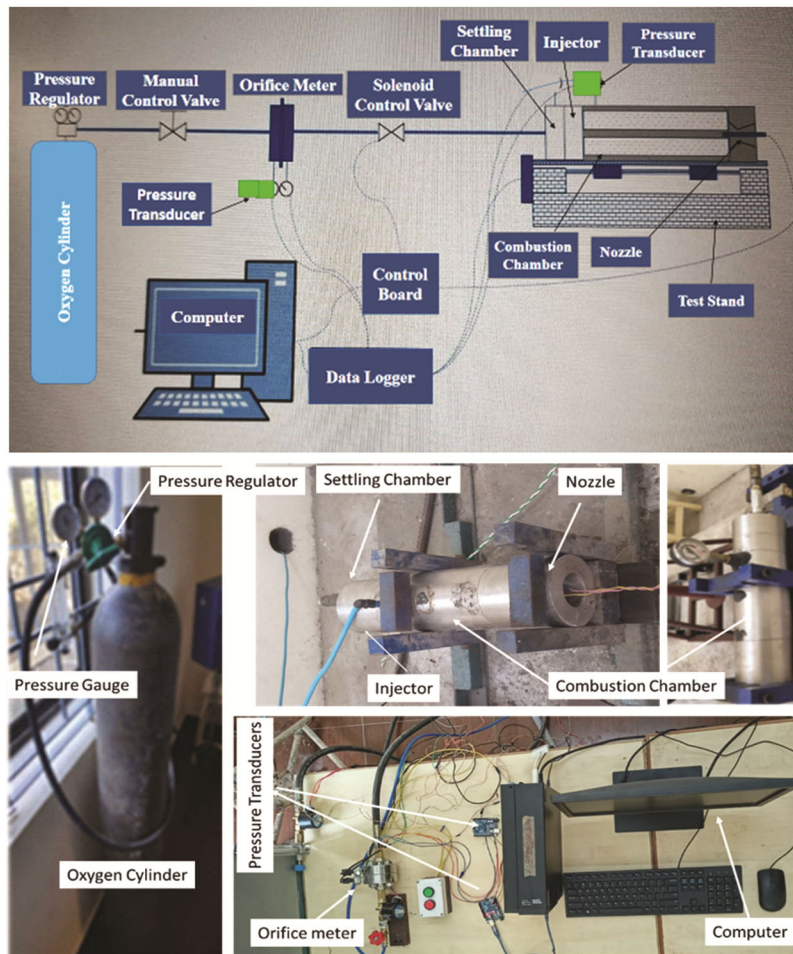 Settling
Chamber
Injector
Pressure
Transducer
Pressure
Regulator
Manual
Control Valve
Orifice Meter
Solenoid
Control Valve
Pressure
Transducer
Oxygen Cylinder
Computer
Control
Board
Data Logger
Combustion
Chamber
Nozzle
Test Stand
Pressure Regulator
Pressure Gauge
Oxygen Cylinder
Settling Chamber
Nozzle
Injector
Combustion Chamber
Pressure Transducers
Orifice meter
Computer